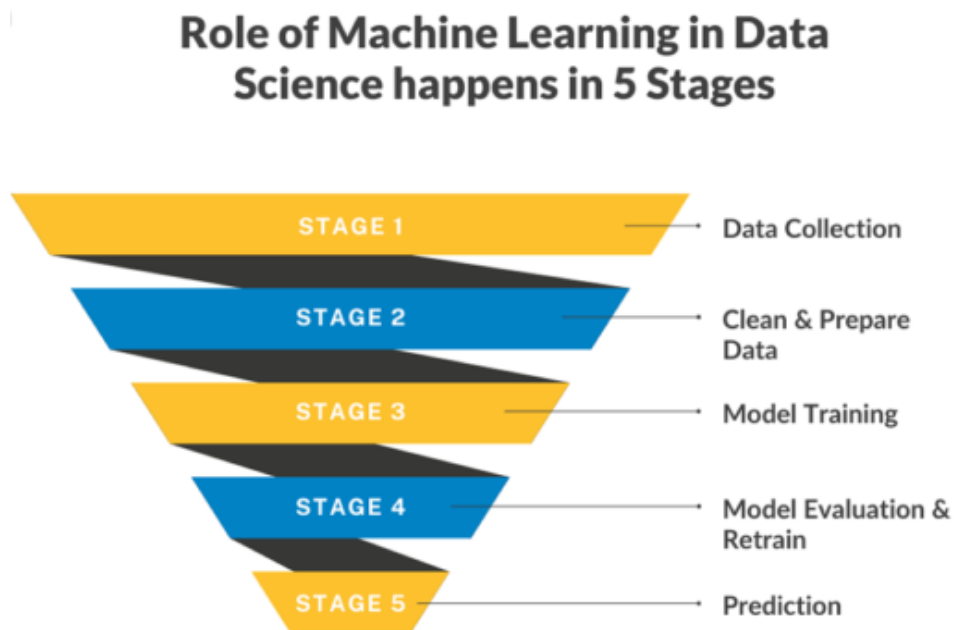 Role of Machine Learning in Data
Science happens in 5 Stages
STAGE 1
Data Collection
STAGE 2
Clean & Prepare
Data
STAGE 3
Model Training
STAGE 4
Model Evaluation &
Retrain
STAGE 5
Prediction